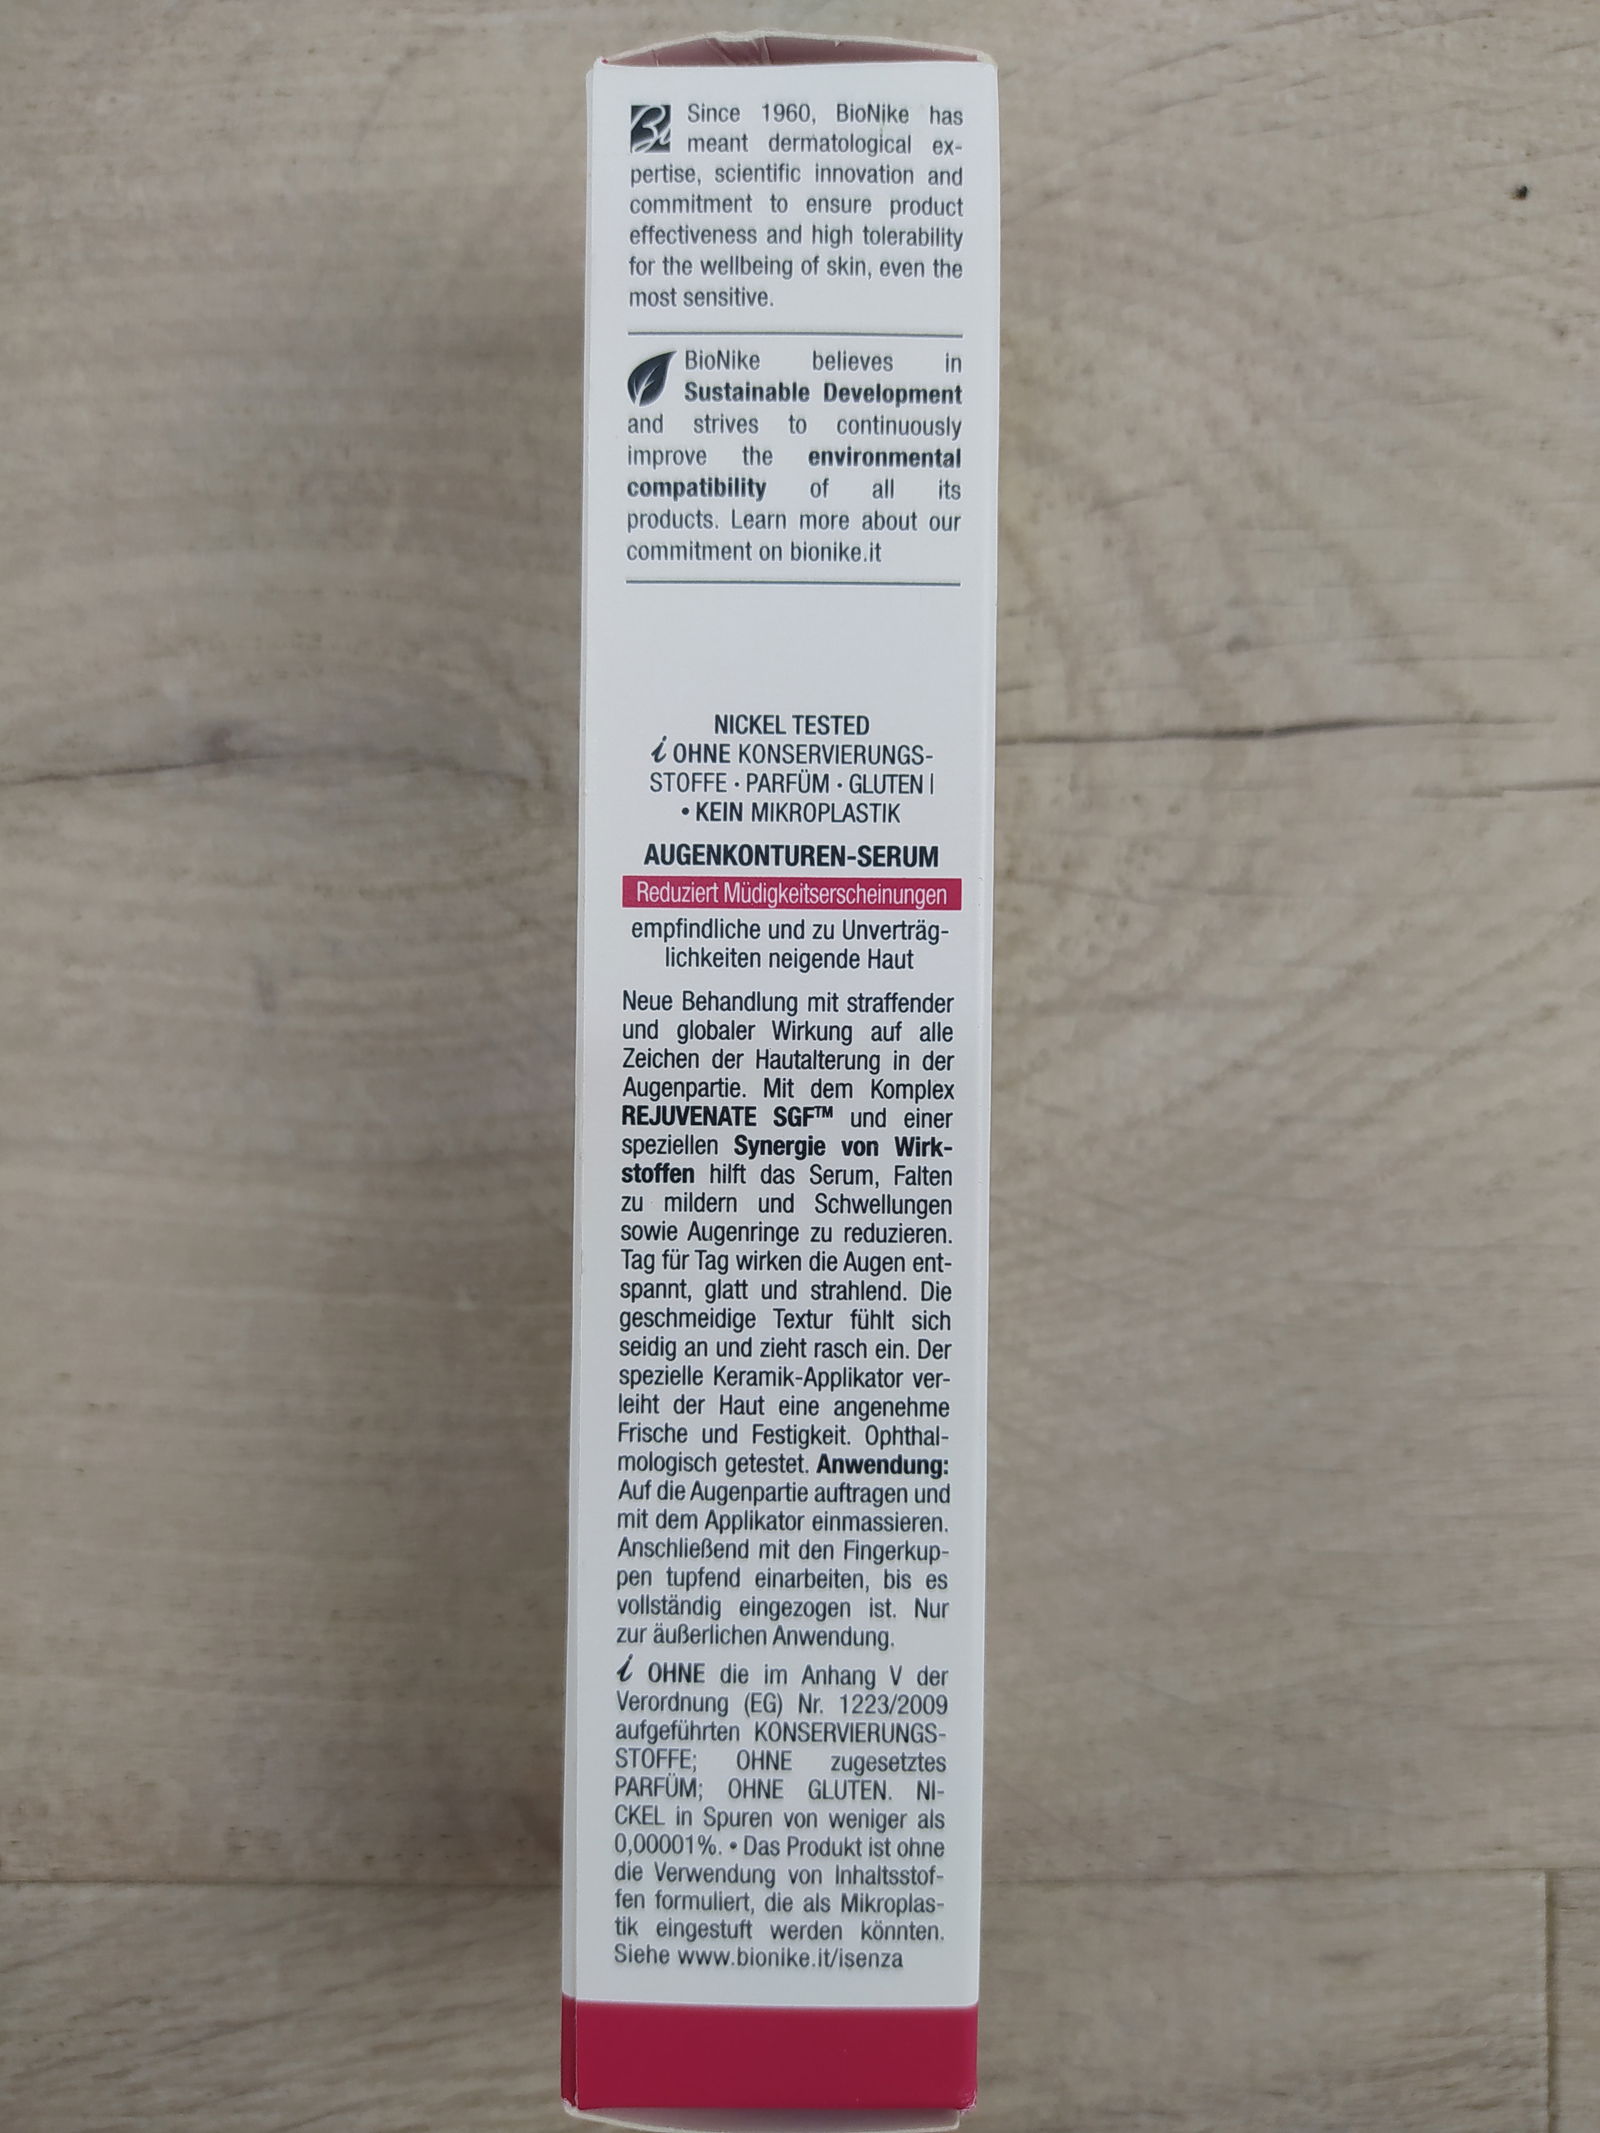 Since 1960, BioNike has
meant dermatological ex-
pertise, scientific innovation and
commitment to ensure product
effectiveness and high tolerability
for the wellbeing of skin, even the
most sensitive.
BioNike believes in
Sustainable Development
and strives to continuously
improve the environmental
compatibility of all its
products. Learn more about our
commitment on bionike.it
NICKEL TESTED
i OHNE KONSERVIERUNGS-
STOFFE · PARFÜM · GLUTEN |
• KEIN MIKROPLASTIK
AUGENKONTUREN-SERUM
Reduziert Müdigkeitserscheinungen
empfindliche und zu Unverträg-
lichkeiten neigende Haut
Neue Behandlung mit straffender
und globaler Wirkung auf alle
Zeichen der Hautalterung in der
Augenpartie. Mit dem Komplex
REJUVENATE SGF™ und einer
speziellen Synergie von Wirk-
stoffen hilft das Serum, Falten
zu mildern und Schwellungen
sowie Augenringe zu reduzieren.
Tag für Tag wirken die Augen ent-
spannt, glatt und strahlend. Die
geschmeidige Textur fühlt sich
seidig an und zieht rasch ein. Der
spezielle Keramik-Applikator ver-
leiht der Haut eine angenehme
Frische und Festigkeit. Ophthal-
mologisch getestet. Anwendung:
Auf die Augenpartie auftragen und
mit dem Applikator einmassieren.
Anschließend mit den Fingerkup-
pen tupfend einarbeiten, bis es
vollständig eingezogen ist. Nur
zur äußerlichen Anwendung.
i OHNE die im Anhang V der
Verordnung (EG) Nr. 1223/2009
aufgeführten KONSERVIERUNGS-
STOFFE; OHNE zugesetztes
PARFÜM; OHNE GLUTEN. NI-
CKEL in Spuren von weniger als
0,00001%. • Das Produkt ist ohne
die Verwendung von Inhaltsstof-
fen formuliert, die als Mikroplas-
tik eingestuft werden könnten.
Siehe www.bionike.it/isenza